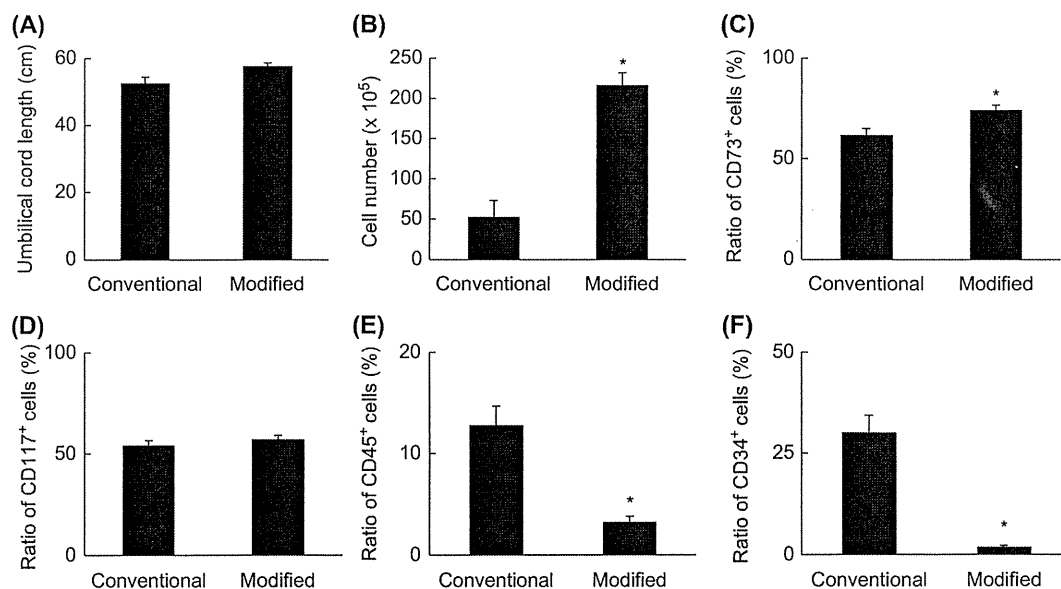 (A)
Umbilical cord length (cm)
60
40
20
0
Conventional Modified
(B)
Cell number (x 10⁵)
250
200
150
100
50
0
*
Conventional Modified
(C)
Ratio of CD73⁺ cells (%)
100
50
0
*
Conventional Modified
(D)
Ratio of CD117⁺ cells (%)
100
50
0
Conventional Modified
(E)
Ratio of CD45⁺ cells (%)
20
10
0
*
Conventional Modified
(F)
Ratio of CD34⁺ cells (%)
50
25
0
*
Conventional Modified